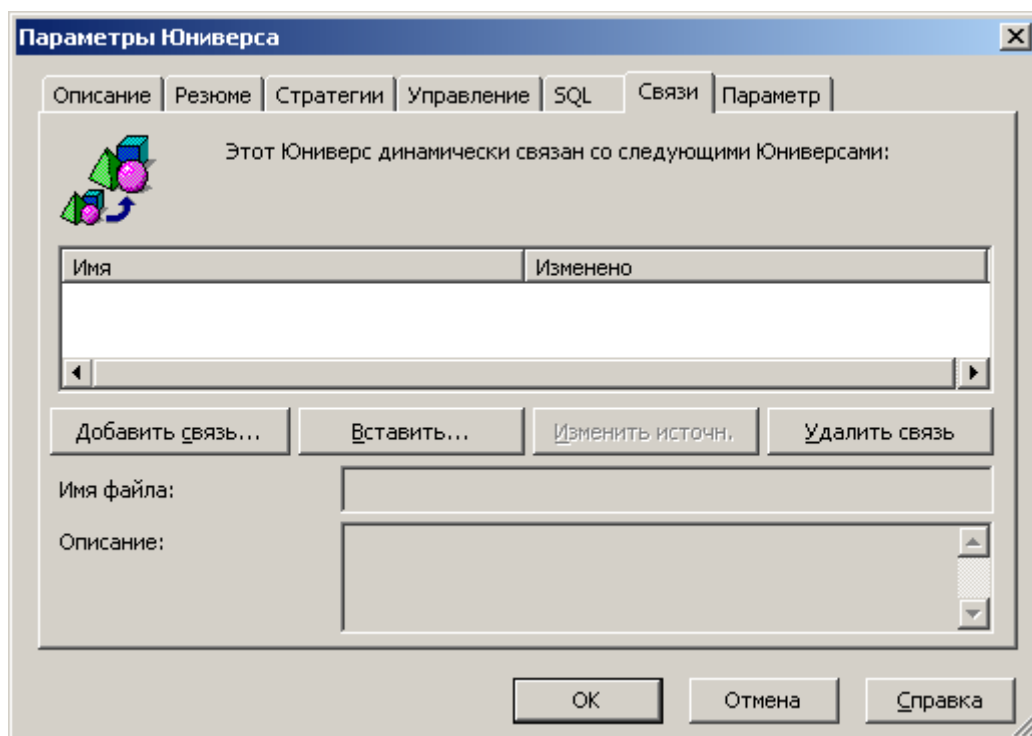 Параметры Юниверса
Описание Резюме Стратегии Управление SQL Связи Параметр
Этот Юниверс динамически связан со следующими Юниверсами:
Имя Изменено
Добавить связь... Вставить... Изменить источн. Удалить связь
Имя файла:
Описание:
OK Отмена Справка